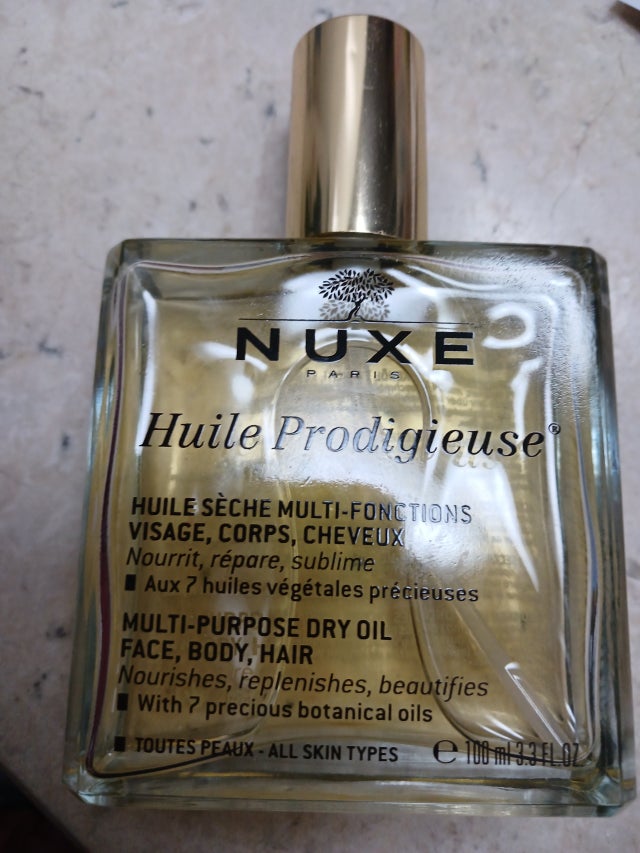 NUXE
PARIS
Huile Prodigieuse®
HUILE SÈCHE MULTI-FONCTIONS
VISAGE, CORPS, CHEVEUX
Nourrit, répare, sublime
■ Aux 7 huiles végétales précieuses
MULTI-PURPOSE DRY OIL
FACE, BODY, HAIR
Nourishes, replenishes, beautifies
■ With 7 precious botanical oils
■ TOUTES PEAUX - ALL SKIN TYPES ℮ 100 ml 3.3 FL.OZ